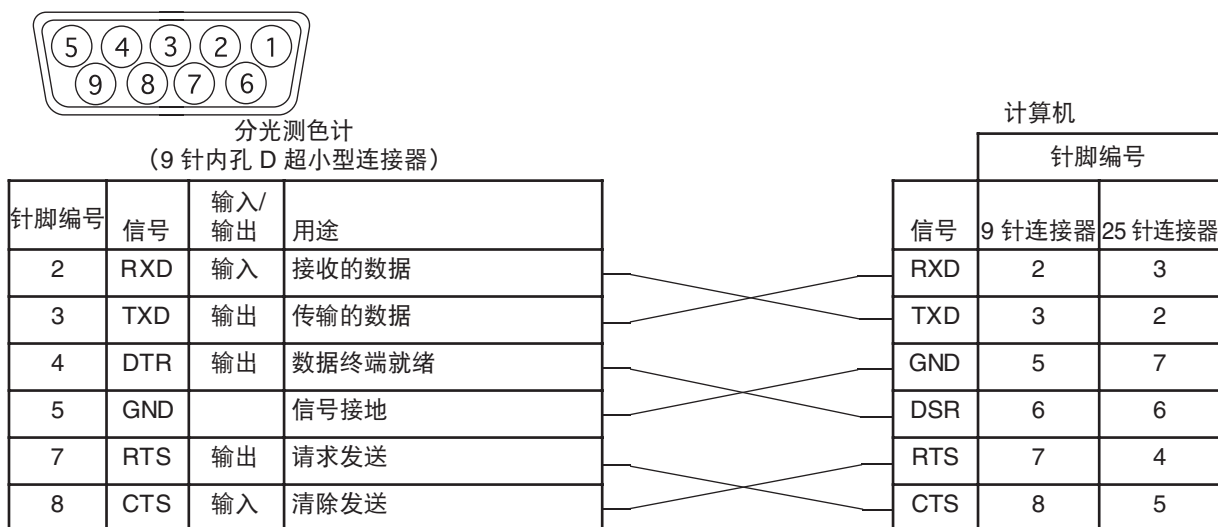 5 4 3 2 1
9 8 7 6
分光测色计
（9 针内孔 D 超小型连接器）
计算机
针脚编号
针脚编号 信号 输入/输出 用途
信号 9 针连接器 25 针连接器
2 RXD 输入 接收的数据 RXD 2 3
3 TXD 输出 传输的数据 TXD 3 2
4 DTR 输出 数据终端就绪 GND 5 7
5 GND 信号接地 DSR 6 6
7 RTS 输出 请求发送 RTS 7 4
8 CTS 输入 清除发送 CTS 8 5